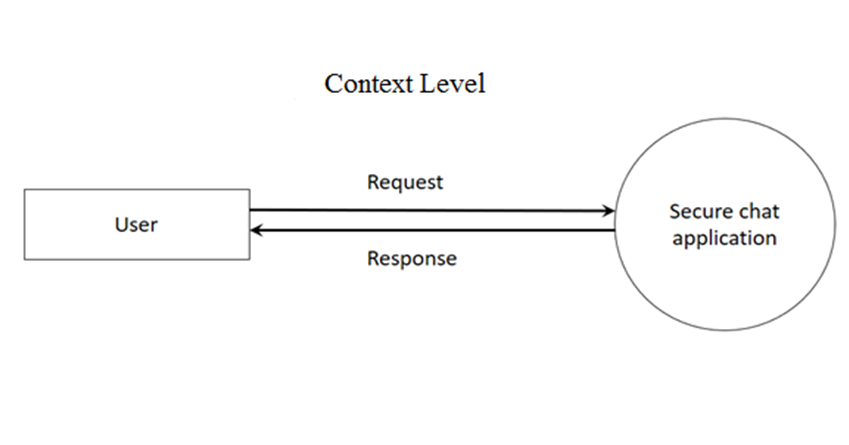 Context Level
Request
User
Secure chat
application
Response